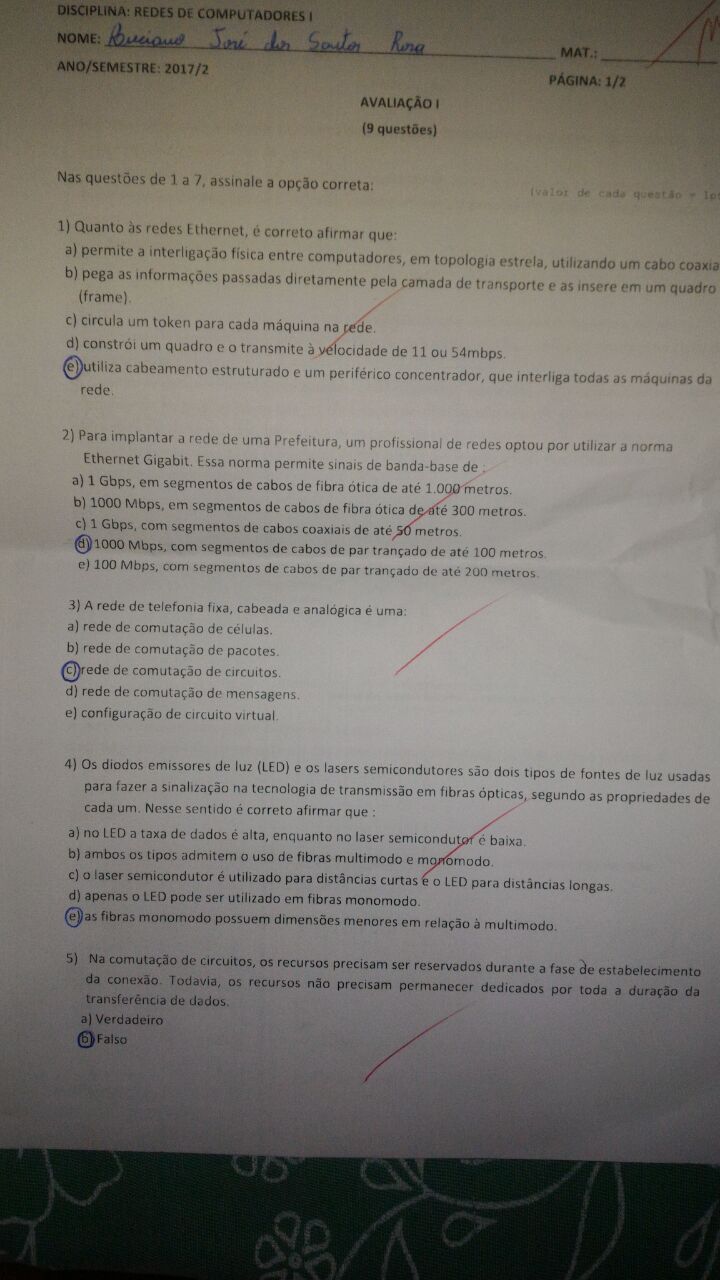 DISCIPLINA: REDES DE COMPUTADORES I
NOME: Luciano José dos Santos Rosa MAT.:
ANO/SEMESTRE: 2017/2 PÁGINA: 1/2
AVALIAÇÃO I
(9 questões)
Nas questões de 1 a 7, assinale a opção correta: (valor de cada questão = 1p
1) Quanto às redes Ethernet, é correto afirmar que:
a) permite a interligação física entre computadores, em topologia estrela, utilizando um cabo coaxia
b) pega as informações passadas diretamente pela camada de transporte e as insere em um quadro
(frame).
c) circula um token para cada máquina na rede.
d) constrói um quadro e o transmite à velocidade de 11 ou 54mbps.
e) utiliza cabeamento estruturado e um periférico concentrador, que interliga todas as máquinas da
rede.
2) Para implantar a rede de uma Prefeitura, um profissional de redes optou por utilizar a norma
Ethernet Gigabit. Essa norma permite sinais de banda-base de :
a) 1 Gbps, em segmentos de cabos de fibra ótica de até 1.000 metros.
b) 1000 Mbps, em segmentos de cabos de fibra ótica de até 300 metros.
c) 1 Gbps, com segmentos de cabos coaxiais de até 50 metros.
d) 1000 Mbps, com segmentos de cabos de par trançado de até 100 metros.
e) 100 Mbps, com segmentos de cabos de par trançado de até 200 metros.
3) A rede de telefonia fixa, cabeada e analógica é uma:
a) rede de comutação de células.
b) rede de comutação de pacotes.
c) rede de comutação de circuitos.
d) rede de comutação de mensagens.
e) configuração de circuito virtual.
4) Os diodos emissores de luz (LED) e os lasers semicondutores são dois tipos de fontes de luz usadas
para fazer a sinalização na tecnologia de transmissão em fibras ópticas, segundo as propriedades de
cada um. Nesse sentido é correto afirmar que :
a) no LED a taxa de dados é alta, enquanto no laser semicondutor é baixa.
b) ambos os tipos admitem o uso de fibras multimodo e monomodo.
c) o laser semicondutor é utilizado para distâncias curtas e o LED para distâncias longas.
d) apenas o LED pode ser utilizado em fibras monomodo.
e) as fibras monomodo possuem dimensões menores em relação à multimodo.
5) Na comutação de circuitos, os recursos precisam ser reservados durante a fase de estabelecimento
da conexão. Todavia, os recursos não precisam permanecer dedicados por toda a duração da
transferência de dados.
a) Verdadeiro
b) Falso